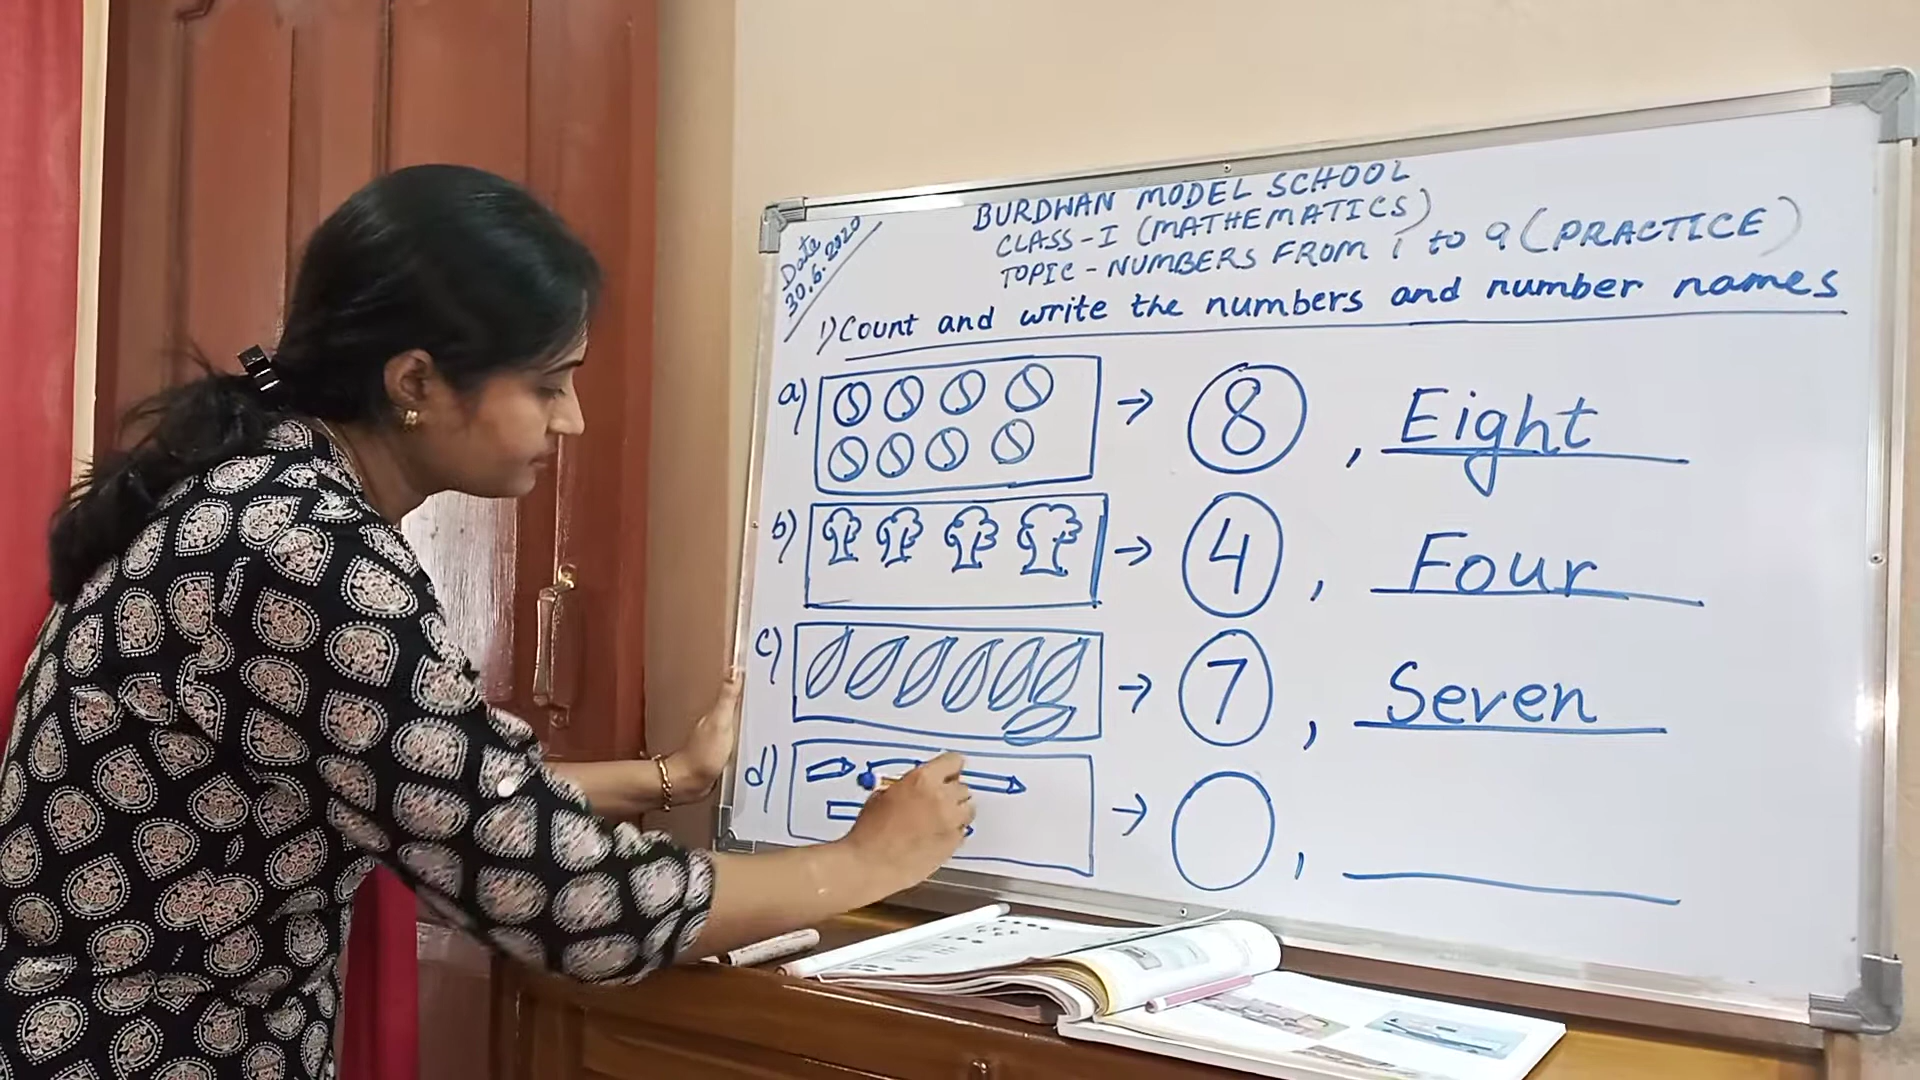 Date
30.6.2020
BURDWAN MODEL SCHOOL
CLASS-I (MATHEMATICS)
TOPIC - NUMBERS FROM 1 to 9 (PRACTICE)
1) Count and write the numbers and number names
a) → 8 , Eight
b) → 4 , Four
c) → 7 , Seven
d) → ,